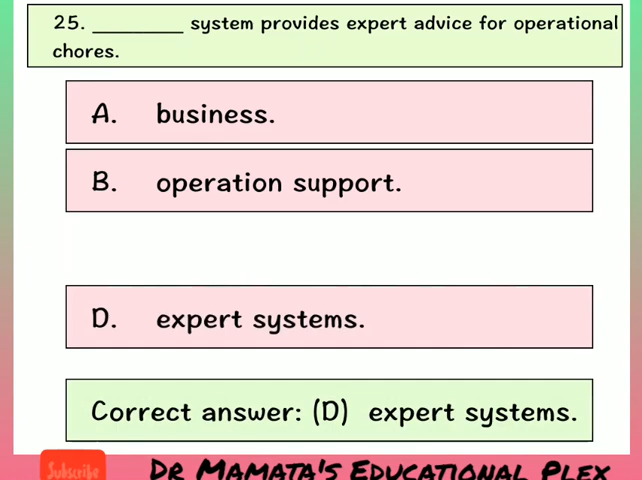 25. ________ system provides expert advice for operational
chores.
A. business.
B. operation support.
D. expert systems.
Correct answer: (D) expert systems.
Subscribe
DR MAMATA'S EDUCATIONAL PLEX